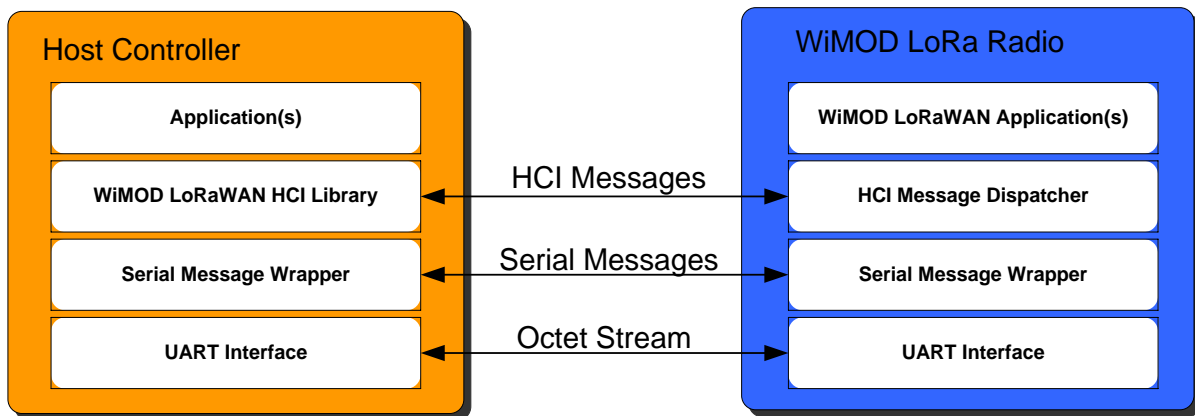 Host Controller
WiMOD LoRa Radio
Application(s)
WiMOD LoRaWAN Application(s)
WiMOD LoRaWAN HCI Library
HCI Messages
HCI Message Dispatcher
Serial Message Wrapper
Serial Messages
Serial Message Wrapper
UART Interface
Octet Stream
UART Interface